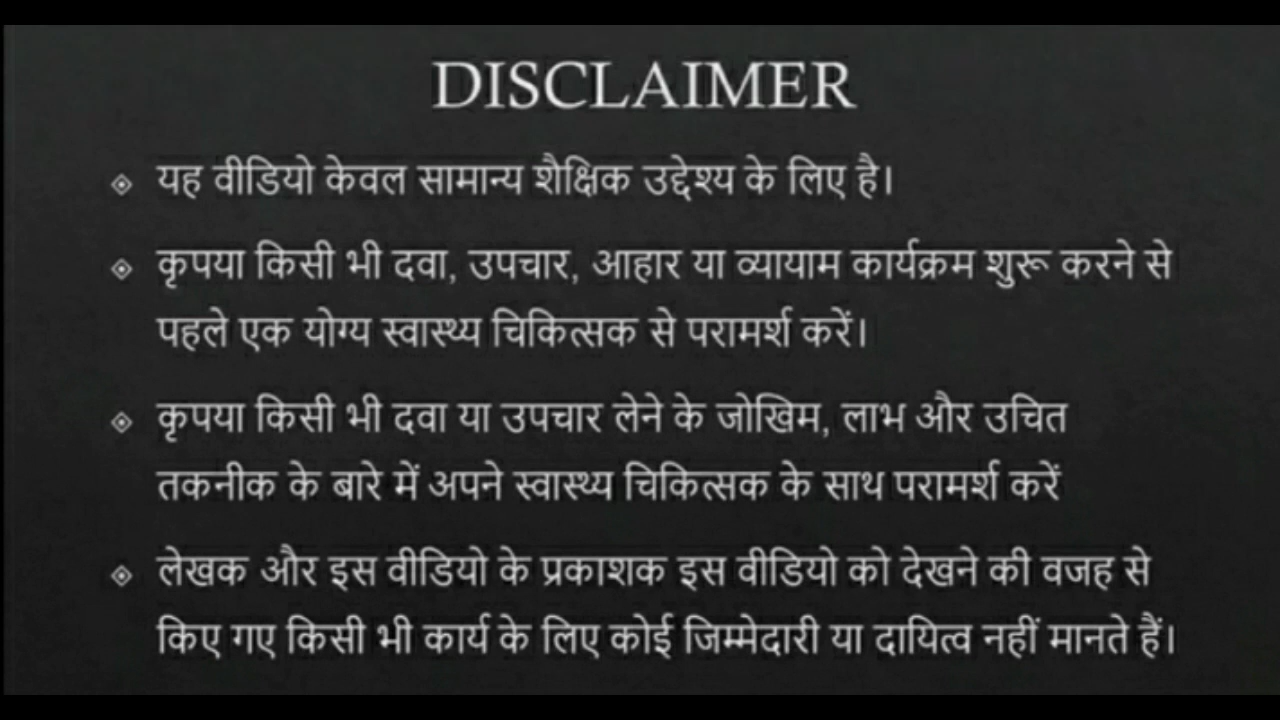 DISCLAIMER
यह वीडियो केवल सामान्य शैक्षिक उद्देश्य के लिए है।
कृपया किसी भी दवा, उपचार, आहार या व्यायाम कार्यक्रम शुरू करने से
पहले एक योग्य स्वास्थ्य चिकित्सक से परामर्श करें।
कृपया किसी भी दवा या उपचार लेने के जोखिम, लाभ और उचित
तकनीक के बारे में अपने स्वास्थ्य चिकित्सक के साथ परामर्श करें
लेखक और इस वीडियो के प्रकाशक इस वीडियो को देखने की वजह से
किए गए किसी भी कार्य के लिए कोई जिम्मेदारी या दायित्व नहीं मानते हैं।